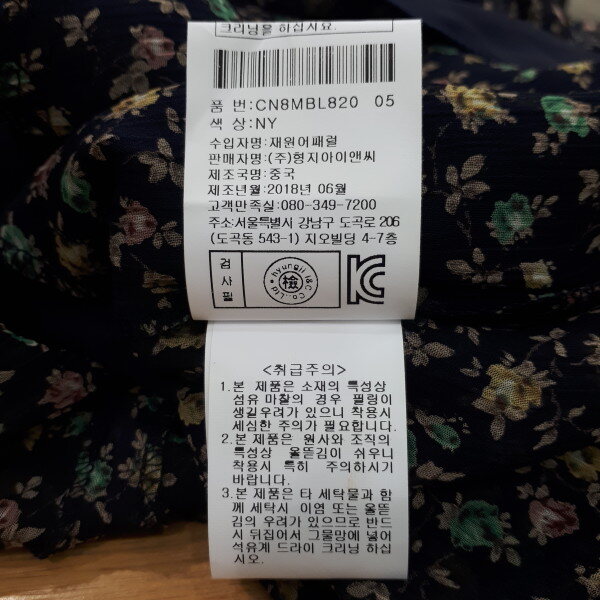 크리닝을 하십시요.
품 번:CN8MBL820 05
색 상:NY
수입자명:재원어패럴
판매자명:(주)형지아이앤씨
제조국명:중국
제조년월:2018년 06월
고객만족실:080-349-7200
주소:서울특별시 강남구 도곡로 206
(도곡동 543-1) 지오빌딩 4~7층
검
사
필
hyungji I&C Co.,Ltd
檢
<취급주의>
1.본 제품은 소재의 특성상
섬유 마찰의 경우 필링이
생길우려가 있으니 착용시
세심한 주의가 필요합니다.
2.본 제품은 원사와 조직의
특성상 올뜯김이 쉬우니
착용시 특히 주의하시기
바랍니다.
3.본 제품은 타 세탁물과 함
께 세탁시 이염 또는 올뜯
김의 우려가 있으므로 반드
시 뒤집어서 그물망에 넣어
석유계 드라이 크리닝 하십
시오.